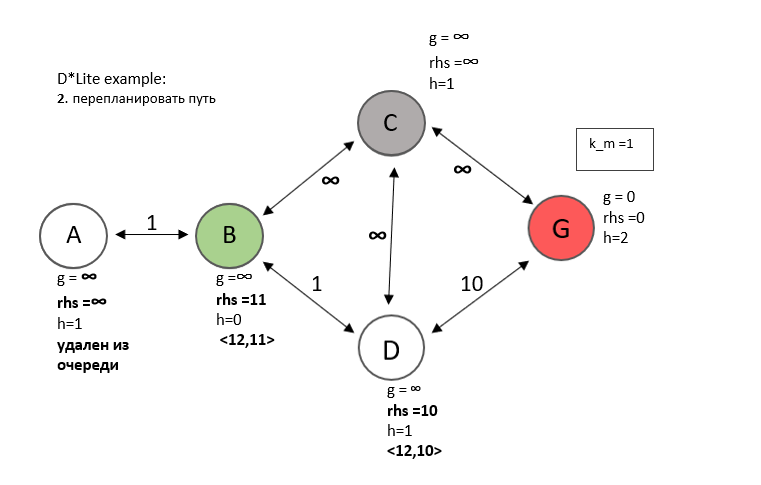 g = ∞
rhs =∞
h=1
D*Lite example:
2. перепланировать путь
C
k_m =1
∞
∞
g = 0
rhs =0
h=2
A
1
B
∞
G
g = ∞
rhs =∞
h=1
удален из
очереди
g =∞
rhs =11
h=0
<12,11>
1
10
D
g = ∞
rhs =10
h=1
<12,10>